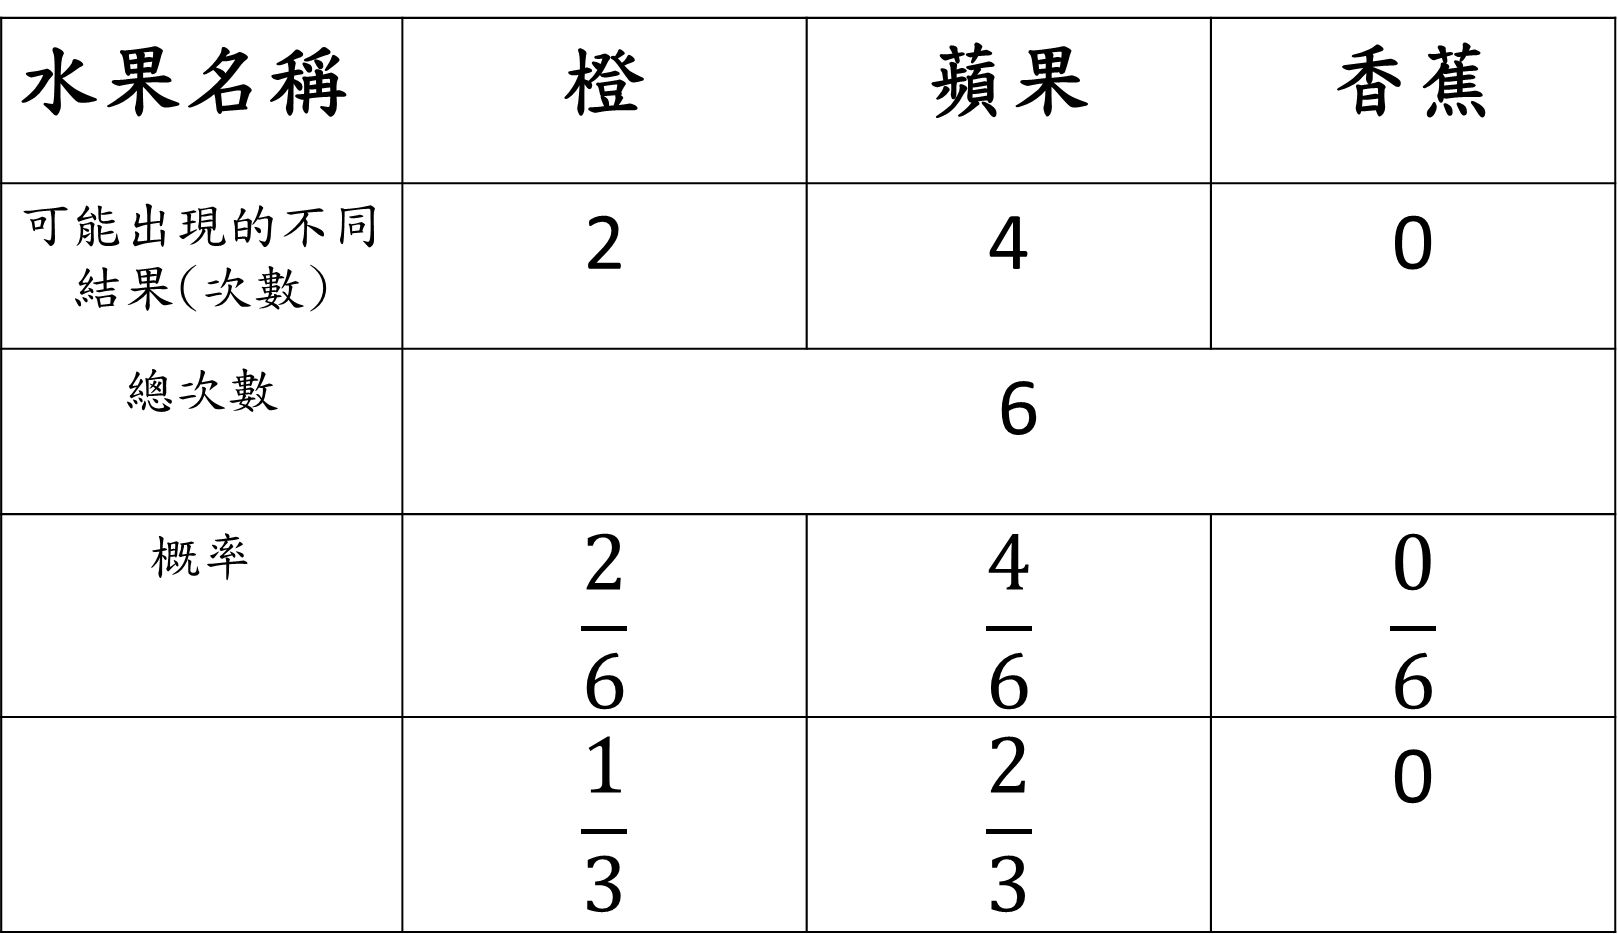 水果名稱 橙 蘋果 香蕉
可能出現的不同 2 4 0
結果(次數)
總次數 6
概率 2/6 4/6 0/6
1/3 2/3 0